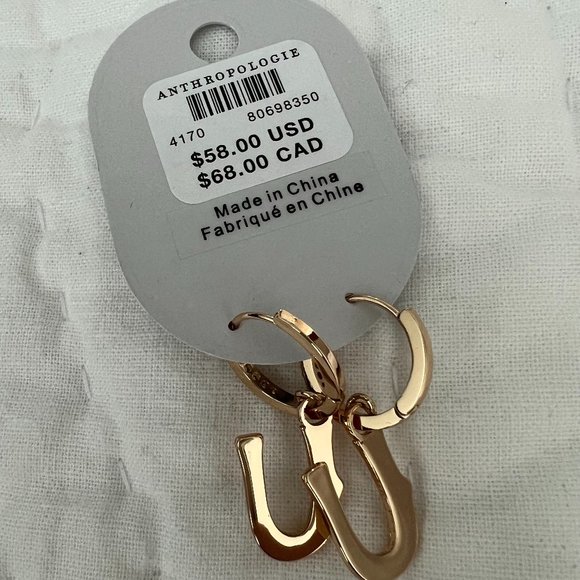 ANTHROPOLOGIE
4170 80698350
$58.00 USD
$68.00 CAD
Made in China
Fabriqué en Chine